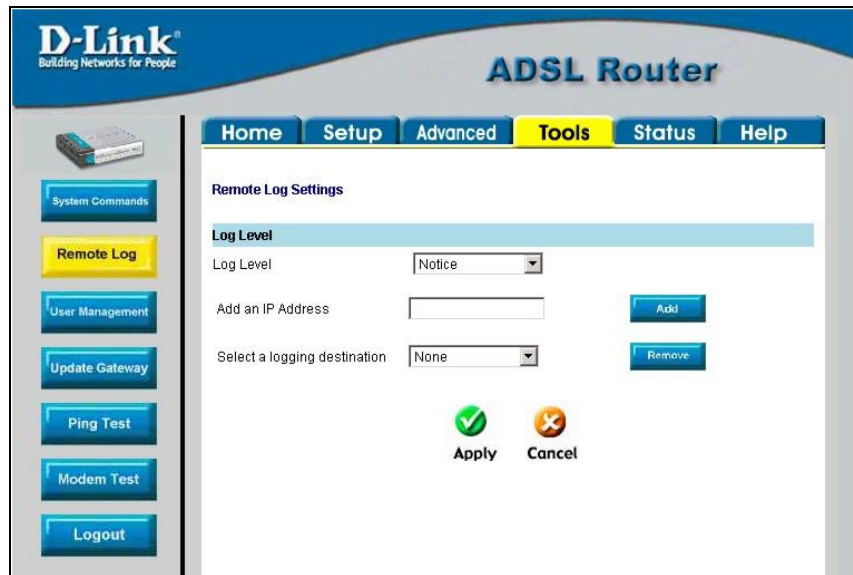 D-Link®
Building Networks for People
ADSL Router
Home Setup Advanced Tools Status Help
System Commands
Remote Log
User Management
Update Gateway
Ping Test
Modem Test
Logout
Remote Log Settings
Log Level
Log Level Notice
Add an IP Address Add
Select a logging destination None Remove
Apply Cancel